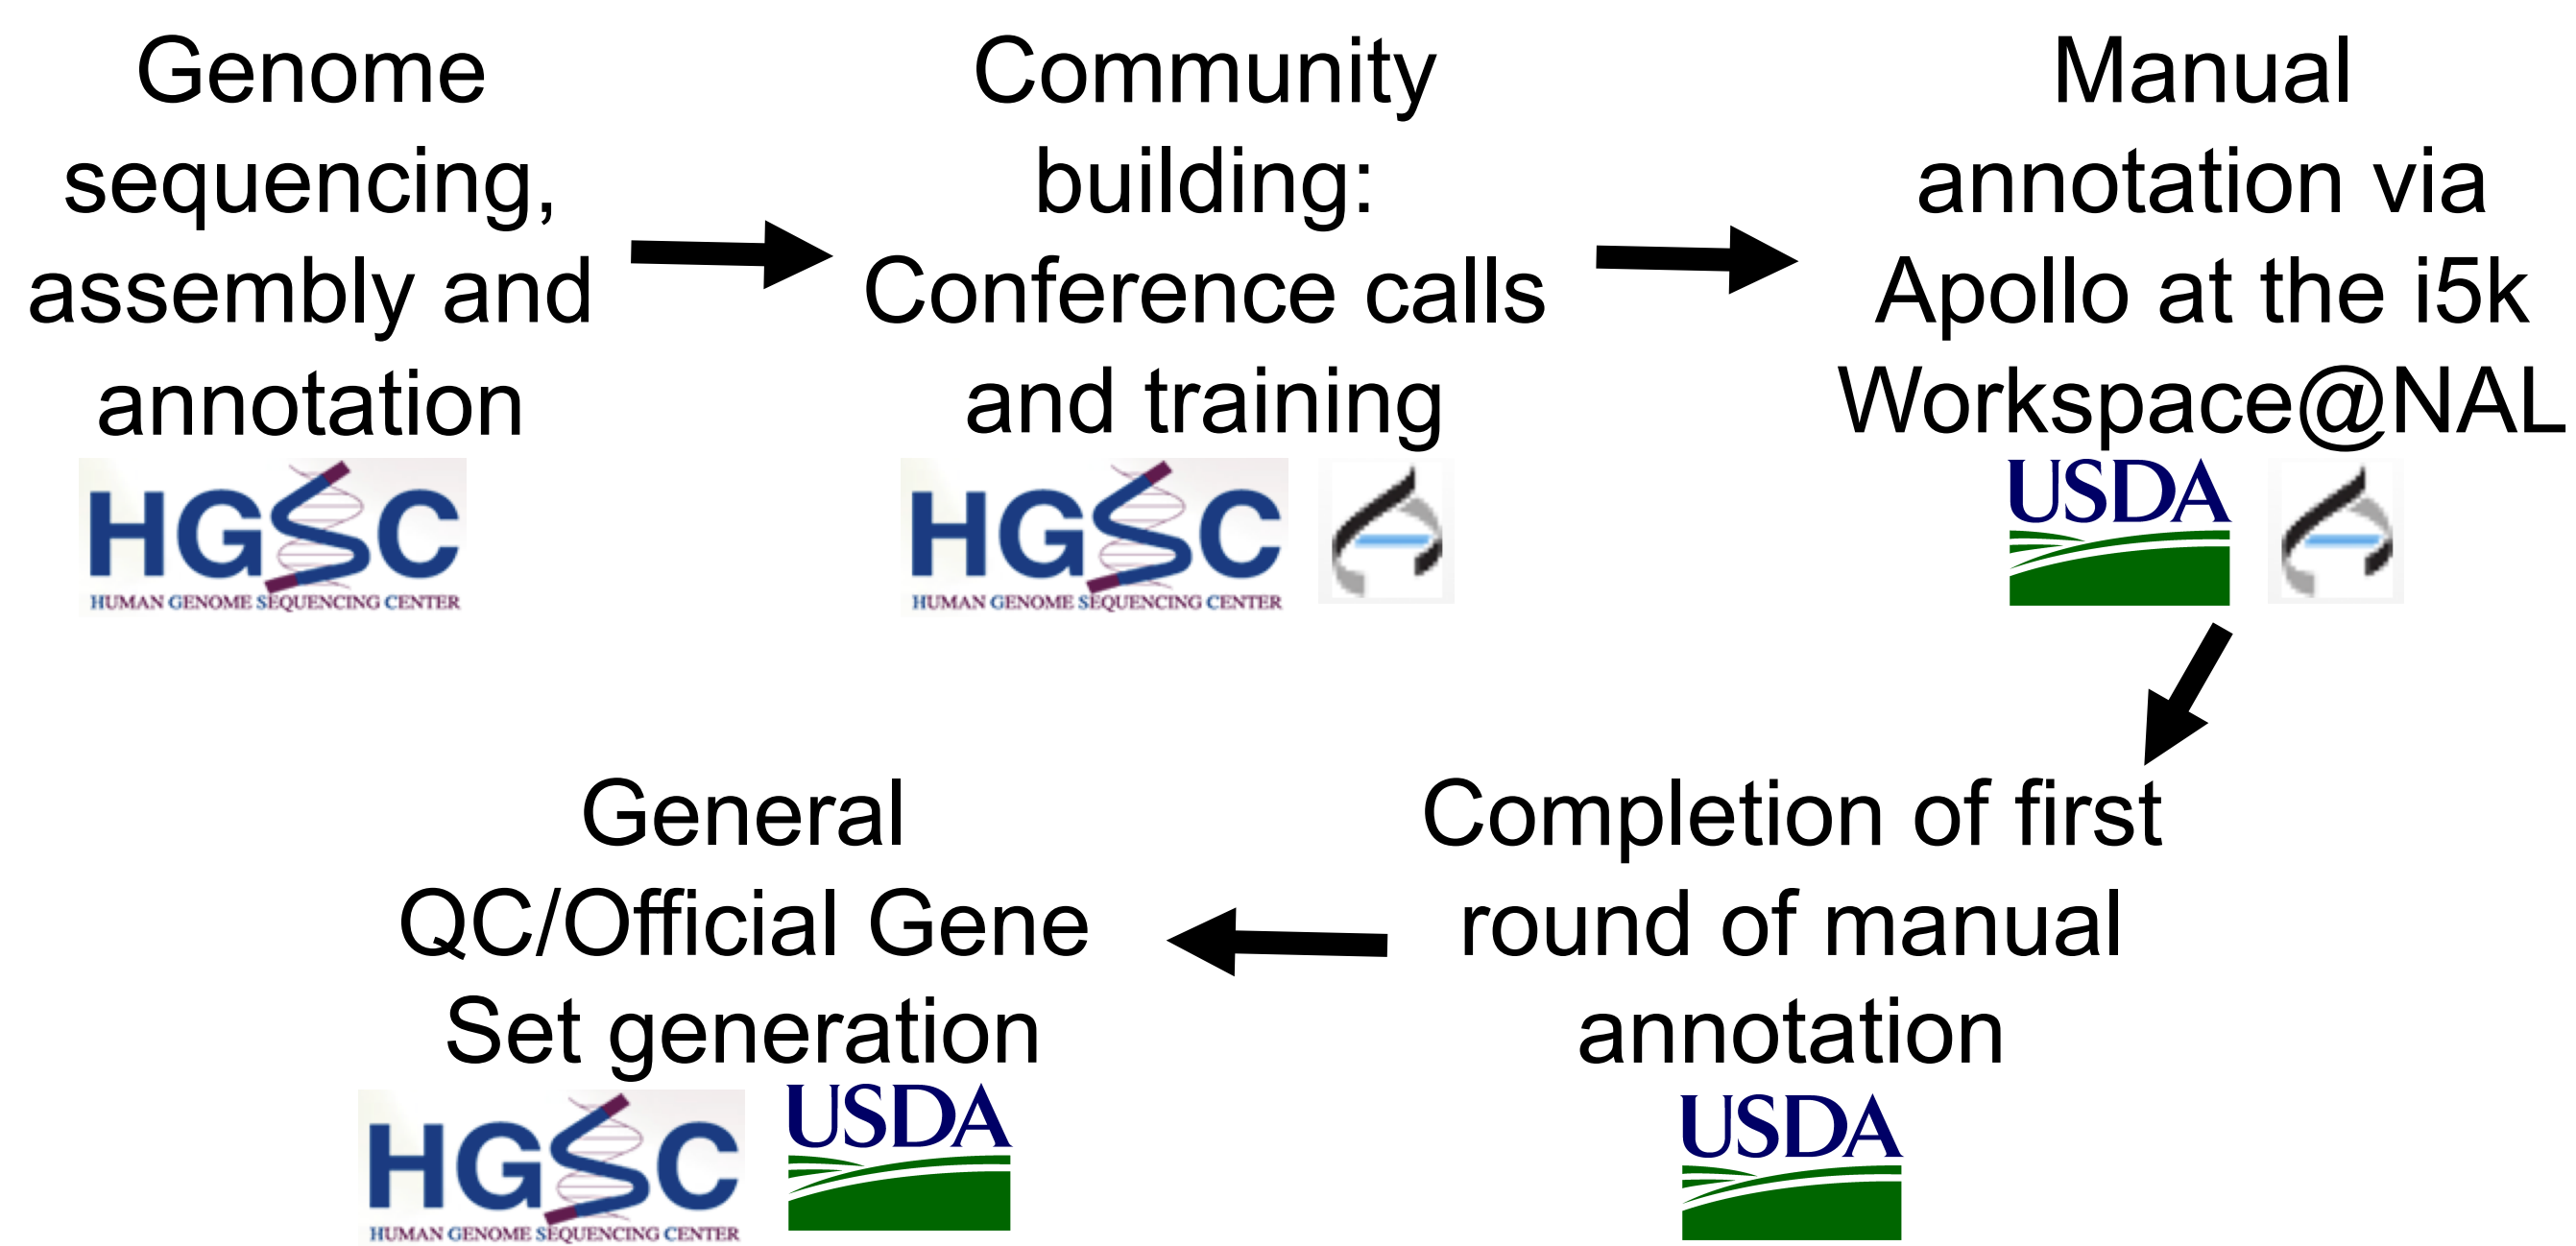 Genome
sequencing,
assembly and
annotation
HGSC
HUMAN GENOME SEQUENCING CENTER
Community
building:
Conference calls
and training
HGSC
HUMAN GENOME SEQUENCING CENTER
Manual
annotation via
Apollo at the i5k
Workspace@NAL
USDA
Completion of first
round of manual
annotation
USDA
General
QC/Official Gene
Set generation
HGSC
HUMAN GENOME SEQUENCING CENTER
USDA